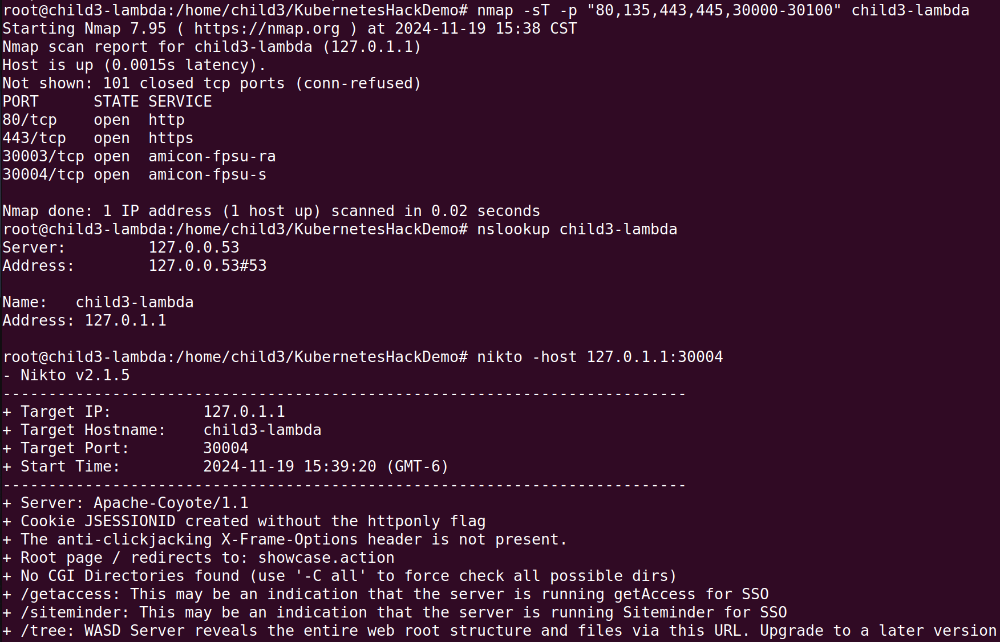 root@child3-lambda:/home/child3/KubernetesHackDemo# nmap -sT -p "80,135,443,445,30000-30100" child3-lambda
Starting Nmap 7.95 ( https://nmap.org ) at 2024-11-19 15:38 CST
Nmap scan report for child3-lambda (127.0.1.1)
Host is up (0.0015s latency).
Not shown: 101 closed tcp ports (conn-refused)
PORT      STATE SERVICE
80/tcp    open  http
443/tcp   open  https
30003/tcp open  amicon-fpsu-ra
30004/tcp open  amicon-fpsu-s

Nmap done: 1 IP address (1 host up) scanned in 0.02 seconds
root@child3-lambda:/home/child3/KubernetesHackDemo# nslookup child3-lambda
Server:         127.0.0.53
Address:        127.0.0.53#53

Name:   child3-lambda
Address: 127.0.1.1

root@child3-lambda:/home/child3/KubernetesHackDemo# nikto -host 127.0.1.1:30004
- Nikto v2.1.5
---------------------------------------------------------------------------
+ Target IP:          127.0.1.1
+ Target Hostname:    child3-lambda
+ Target Port:        30004
+ Start Time:         2024-11-19 15:39:20 (GMT-6)
---------------------------------------------------------------------------
+ Server: Apache-Coyote/1.1
+ Cookie JSESSIONID created without the httponly flag
+ The anti-clickjacking X-Frame-Options header is not present.
+ Root page / redirects to: showcase.action
+ No CGI Directories found (use '-C all' to force check all possible dirs)
+ /getaccess: This may be an indication that the server is running getAccess for SSO
+ /siteminder: This may be an indication that the server is running Siteminder for SSO
+ /tree: WASD Server reveals the entire web root structure and files via this URL. Upgrade to a later version